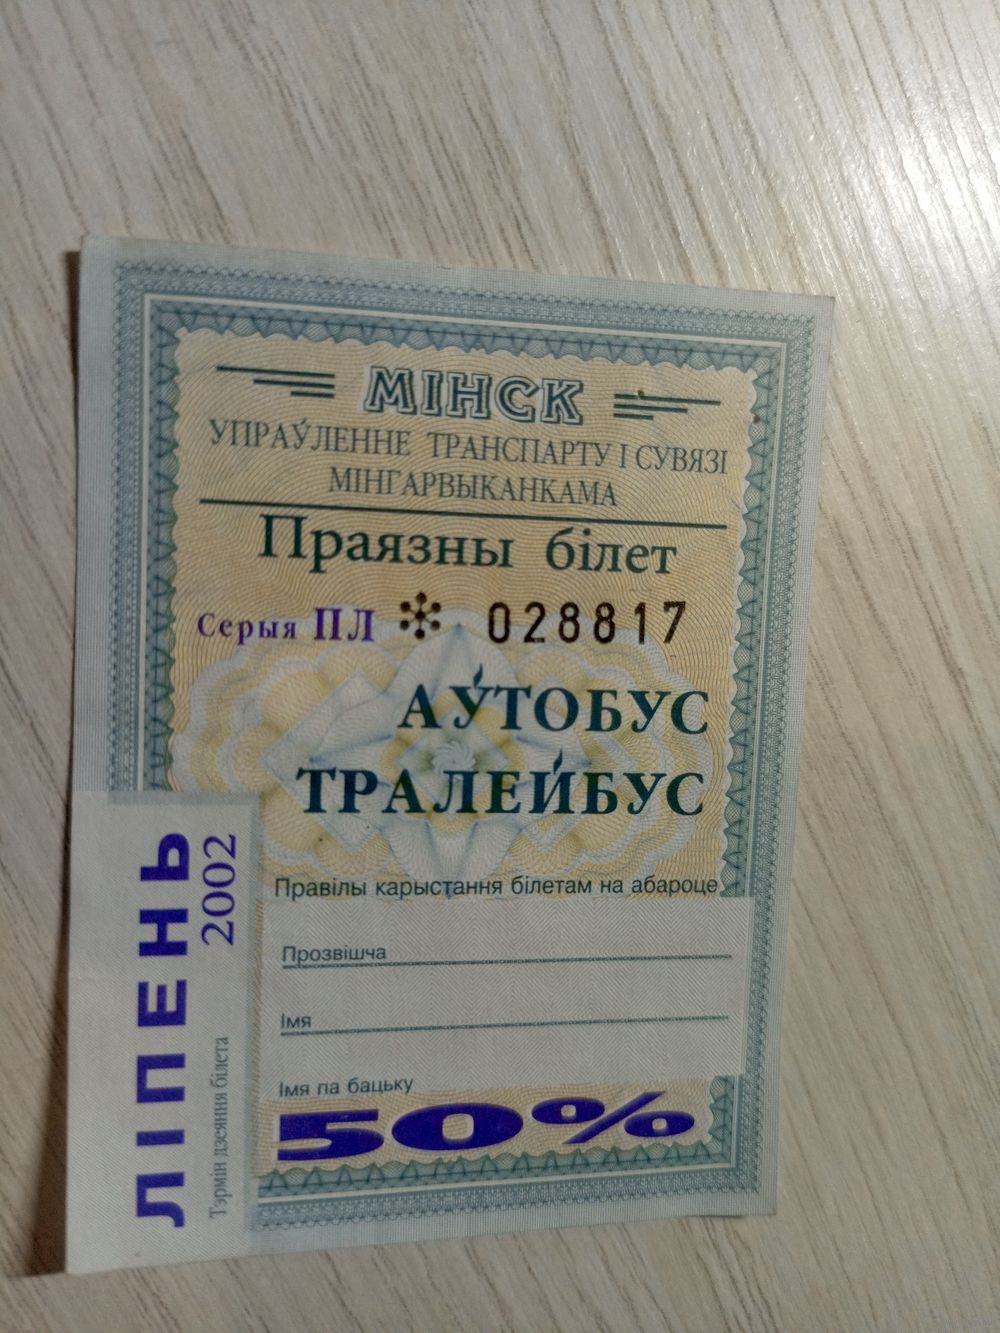 МІНСК
УПРАЎЛЕННЕ ТРАНСПАРТУ І СУВЯЗІ
МІНГАРВЫКАНКАМА
Праязны білет
Серыя ПЛ * 028817
АЎТОБУС
ТРАЛЕЙБУС
Правілы карыстання білетам на абароце
Прозвішча
Імя
Імя па бацьку
50%
ЛІПЕНЬ
2002
Тэрмін дзеяння білета